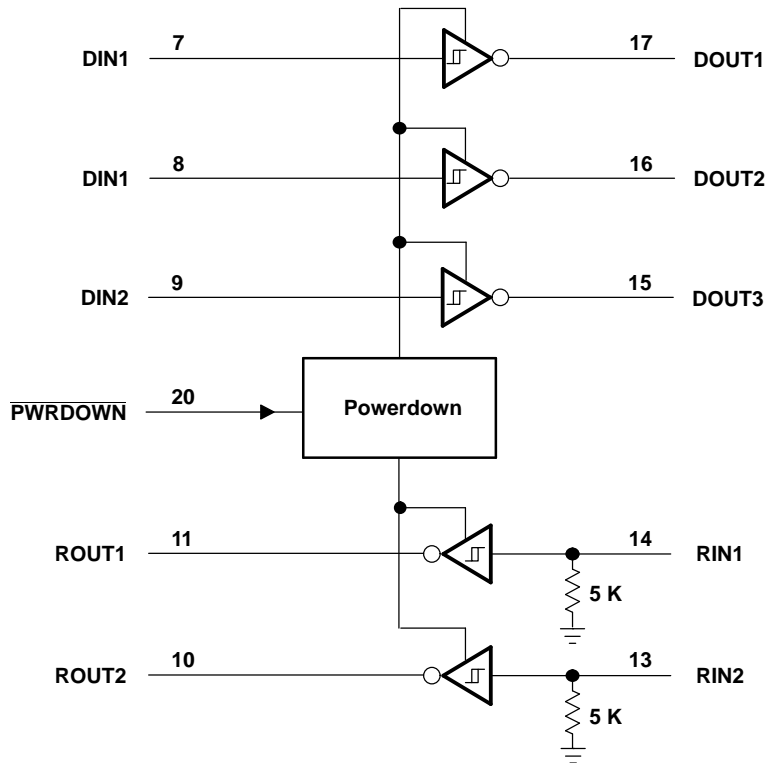 DIN1 7 17 DOUT1
DIN1 8 16 DOUT2
DIN2 9 15 DOUT3
PWRDOWN 20 Powerdown
ROUT1 11 14 RIN1
5 K
ROUT2 10 13 RIN2
5 K